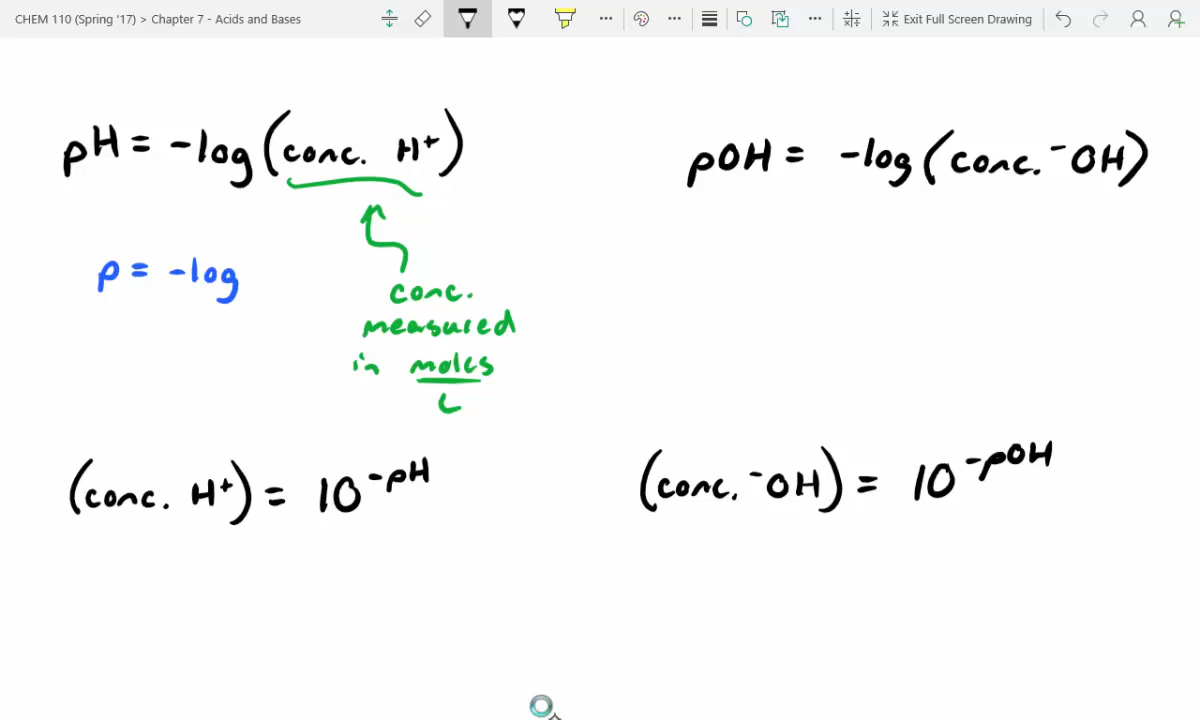 CHEM 110 (Spring '17) > Chapter 7 - Acids and Bases
Exit Full Screen Drawing
pH = -log(conc. H⁺)
pOH = -log(conc. ⁻OH)
p = -log
conc.
measured
in moles
L
(conc. H⁺) = 10^-pH
(conc. ⁻OH) = 10^-pOH